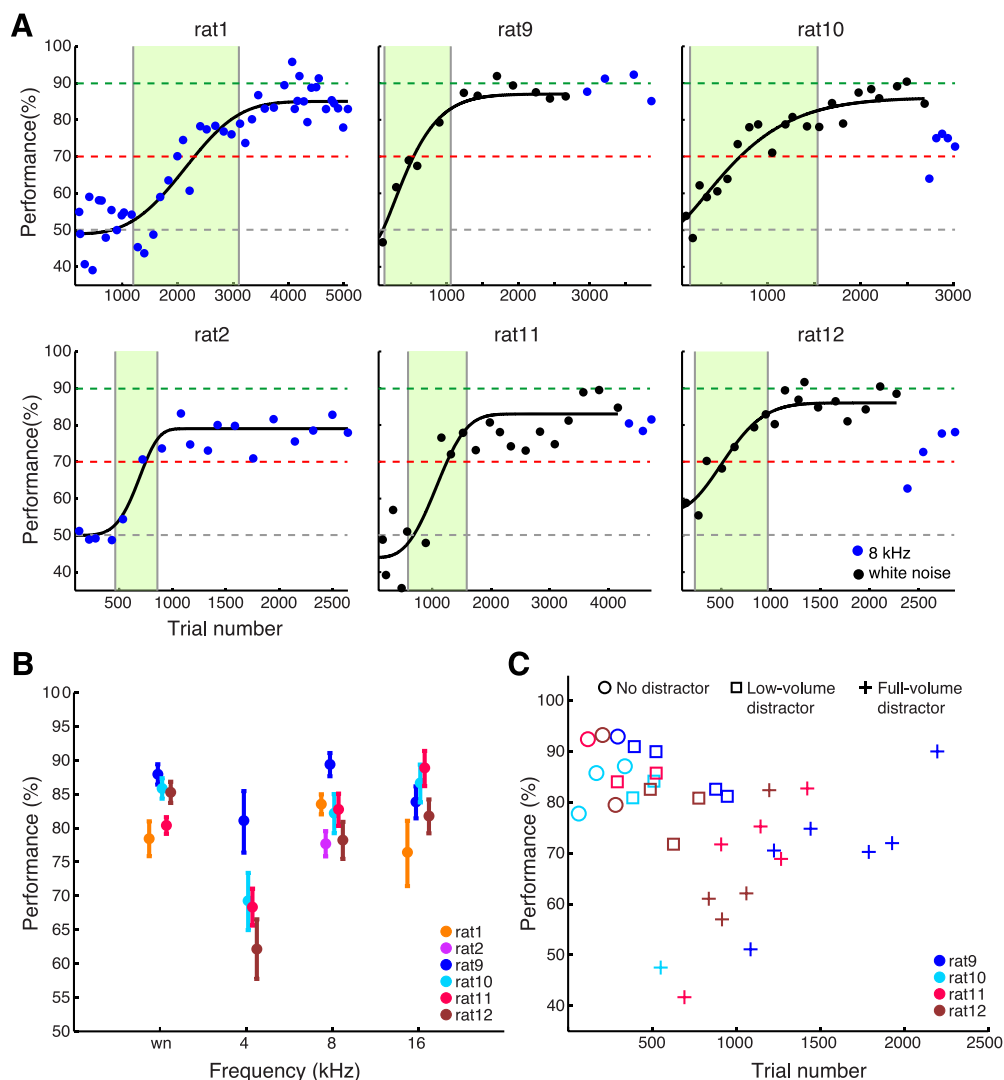 A
rat1
rat9
rat10
Performance(%)
100
90
80
70
60
50
40
1000 2000 3000 4000 5000
0 1000 2000 3000
0 1000 2000 3000
rat2
rat11
rat12
Performance(%)
100
90
80
70
60
50
40
500 1000 1500 2000 2500
0 1000 2000 3000 4000
500 1000 1500 2000 2500
8 kHz
white noise
Trial number
B
Performance (%)
100
95
90
85
80
75
70
65
60
55
50
wn 4 8 16
Frequency (kHz)
rat1
rat2
rat9
rat10
rat11
rat12
C
No distractor Low-volume distractor Full-volume distractor
Performance (%)
100
90
80
70
60
50
40
500 1000 1500 2000 2500
Trial number
rat9
rat10
rat11
rat12